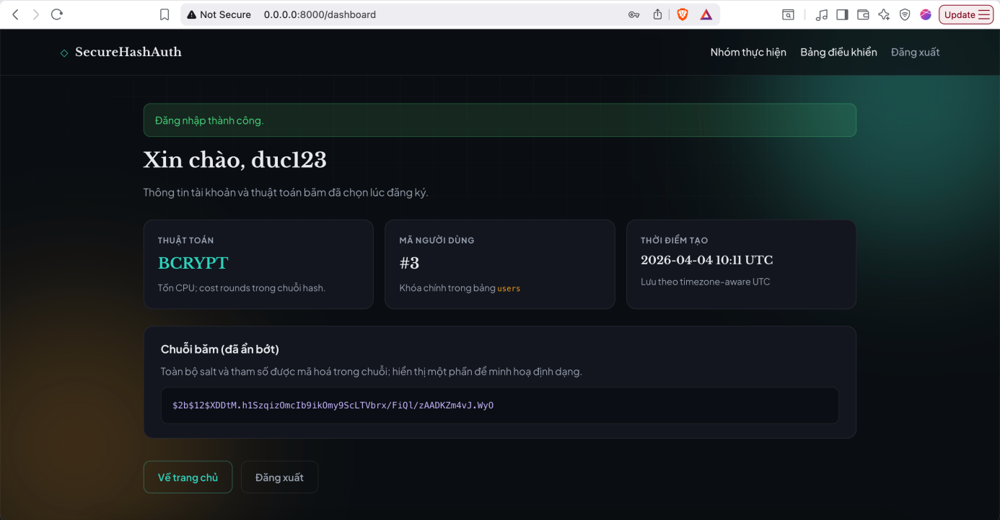 Not Secure 0.0.0.0:8000/dashboard
Update
SecureHashAuth
Nhóm thực hiện Bảng điều khiển Đăng xuất
Đăng nhập thành công.
Xin chào, duc123
Thông tin tài khoản và thuật toán băm đã chọn lúc đăng ký.
THUẬT TOÁN
BCRYPT
Tốn CPU; cost rounds trong chuỗi hash.
MÃ NGƯỜI DÙNG
#3
Khóa chính trong bảng users
THỜI ĐIỂM TẠO
2026-04-04 10:11 UTC
Lưu theo timezone-aware UTC
Chuỗi băm (đã ẩn bớt)
Toàn bộ salt và tham số được mã hoá trong chuỗi; hiển thị một phần để minh hoạ định dạng.
$2b$12$XDDtM.h1SzqizOmcIb9ikOmy9ScLTVbrx/FiQl/zAADKZm4vJ.WyO
Về trang chủ Đăng xuất